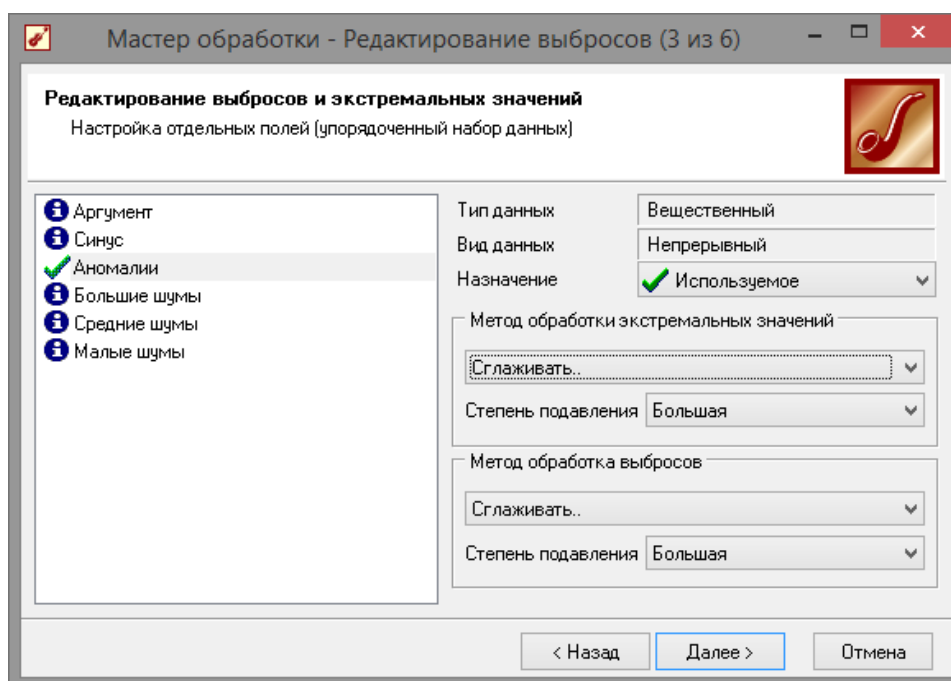 Мастер обработки - Редактирование выбросов (3 из 6)
Редактирование выбросов и экстремальных значений
Настройка отдельных полей (упорядоченный набор данных)
Аргумент
Синус
Аномалии
Большие шумы
Средние шумы
Малые шумы
Тип данных Вещественный
Вид данных Непрерывный
Назначение Используемое
Метод обработки экстремальных значений
Сглаживать..
Степень подавления Большая
Метод обработка выбросов
Сглаживать..
Степень подавления Большая
< Назад Далее > Отмена